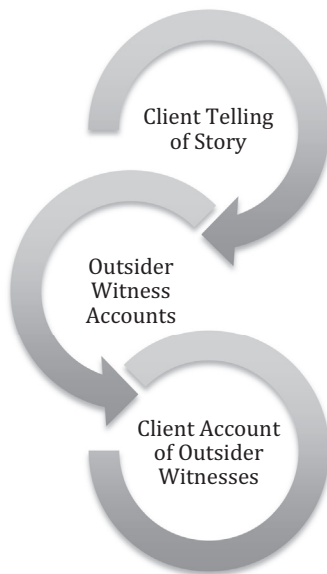 Client Telling
of Story
Outsider
Witness
Accounts
Client Account
of Outsider
Witnesses